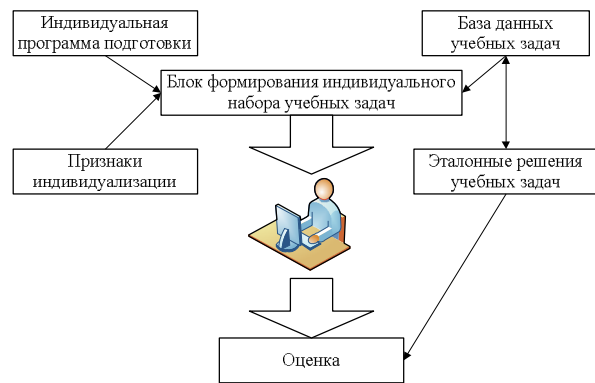 Индивидуальная
программа подготовки
База данных
учебных задач
Блок формирования индивидуального
набора учебных задач
Признаки
индивидуализации
Эталонные решения
учебных задач
Оценка